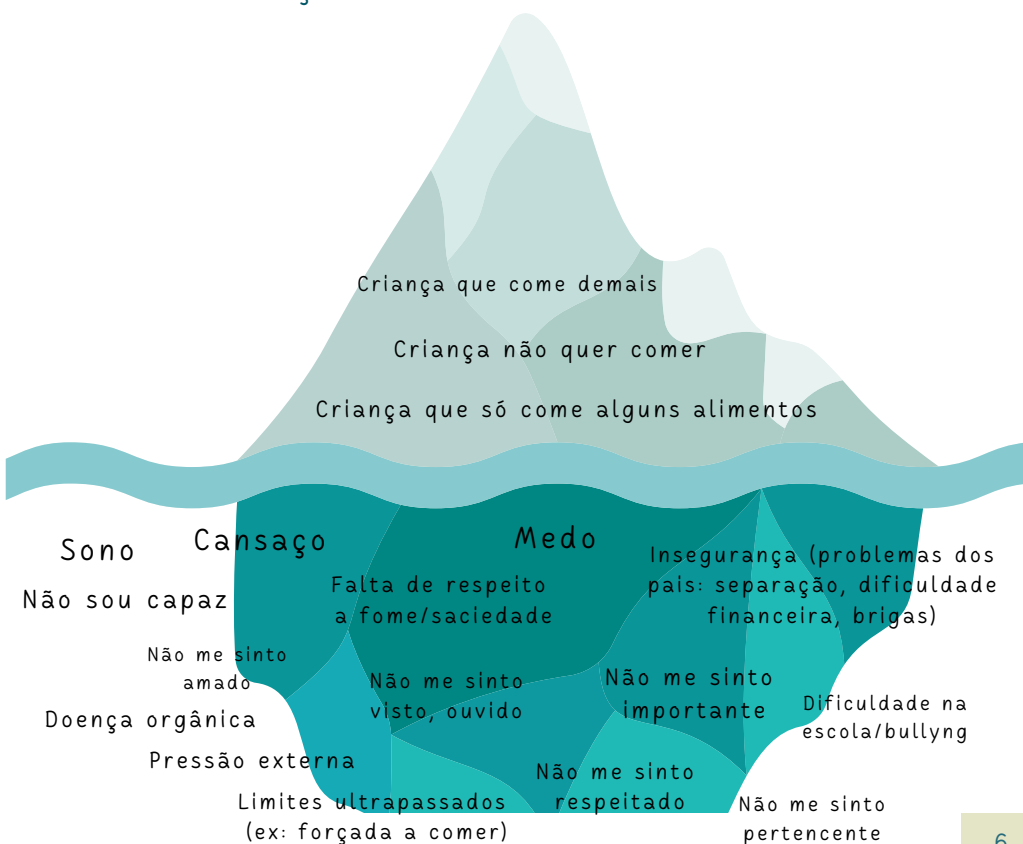 Criança que come demais
Criança não quer comer
Criança que só come alguns alimentos
Sono
Cansaço
Medo
Insegurança (problemas dos
pais: separação, dificuldade
financeira, brigas)
Não sou capaz
Falta de respeito
a fome/saciedade
Não me sinto
amado
Não me sinto
visto, ouvido
Não me sinto
importante
Doença orgânica
Dificuldade na
escola/bullyng
Pressão externa
Não me sinto
respeitado
Limites ultrapassados
(ex: forçada a comer)
Não me sinto
pertencente
6